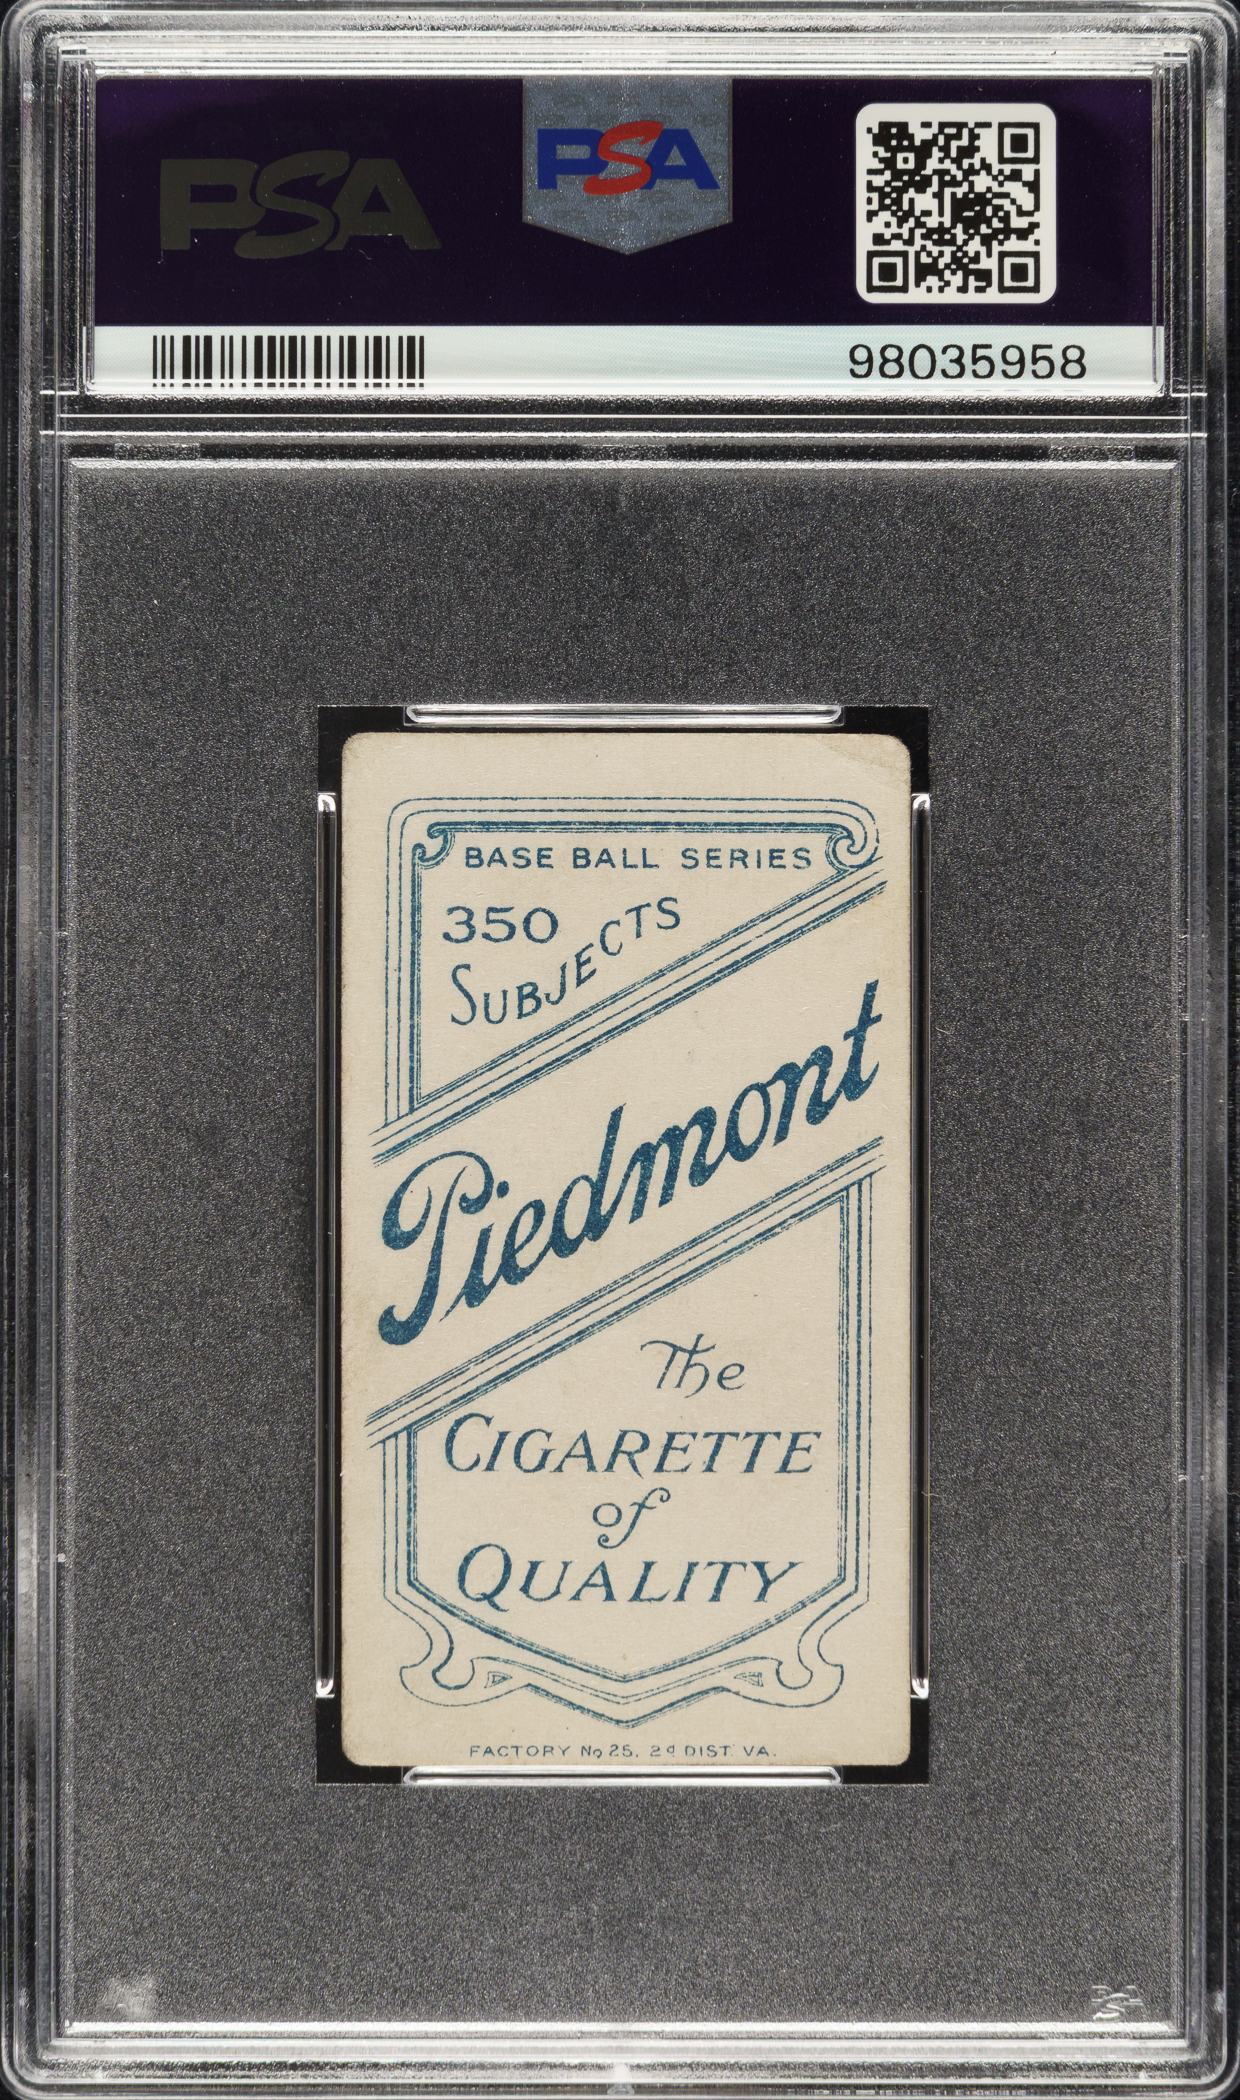 PSA
PSA
98035958
BASE BALL SERIES
350
SUBJECTS
Piedmont
The
CIGARETTE
of
QUALITY
FACTORY No 25, 2d DIST. VA.